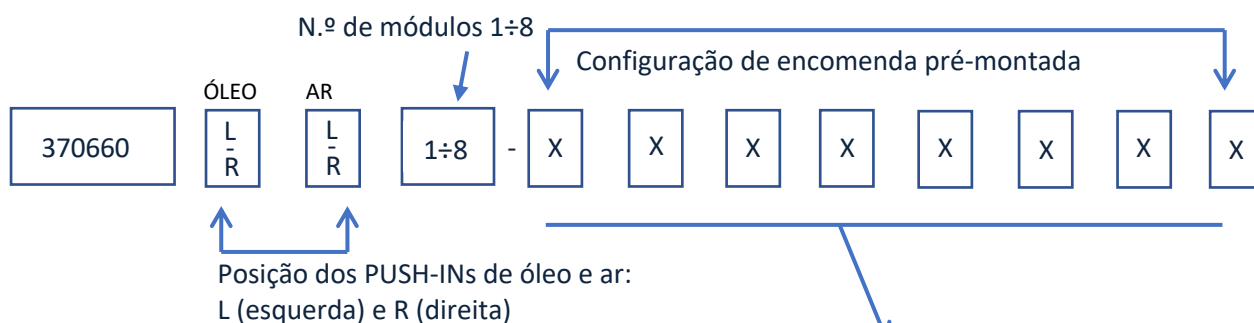 N.º de módulos 1÷8
Configuração de encomenda pré-montada
ÓLEO AR
370660 L - R L - R 1÷8 - X X X X X X X X
Posição dos PUSH-INs de óleo e ar:
L (esquerda) e R (direita)